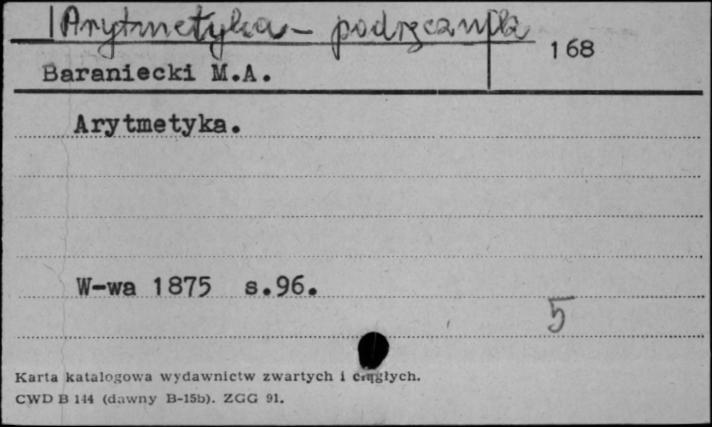 Arytmetyka – podręcznik
168
Baraniecki M.A.
Arytmetyka.
W-wa 1875 s.96.
5
Karta katalogowa wydawnictw zwartych i ciągłych.
CWD B 144 (dawny B-15b). ZGG 91.